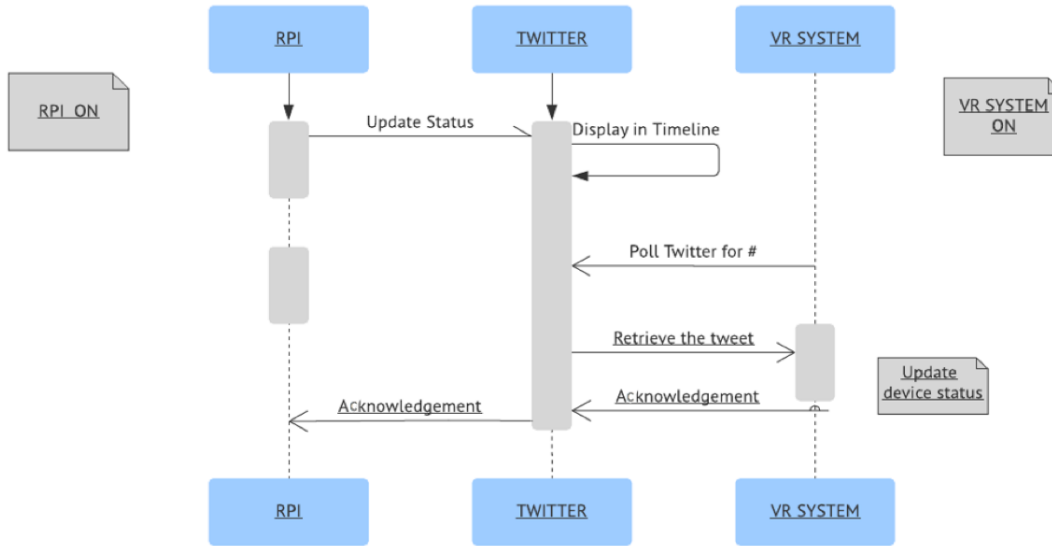 RPI
TWITTER
VR SYSTEM
RPI ON
VR SYSTEM
ON
Update Status
Display in Timeline
Poll Twitter for #
Retrieve the tweet
Update
device status
Acknowledgement
Acknowledgement
RPI
TWITTER
VR SYSTEM